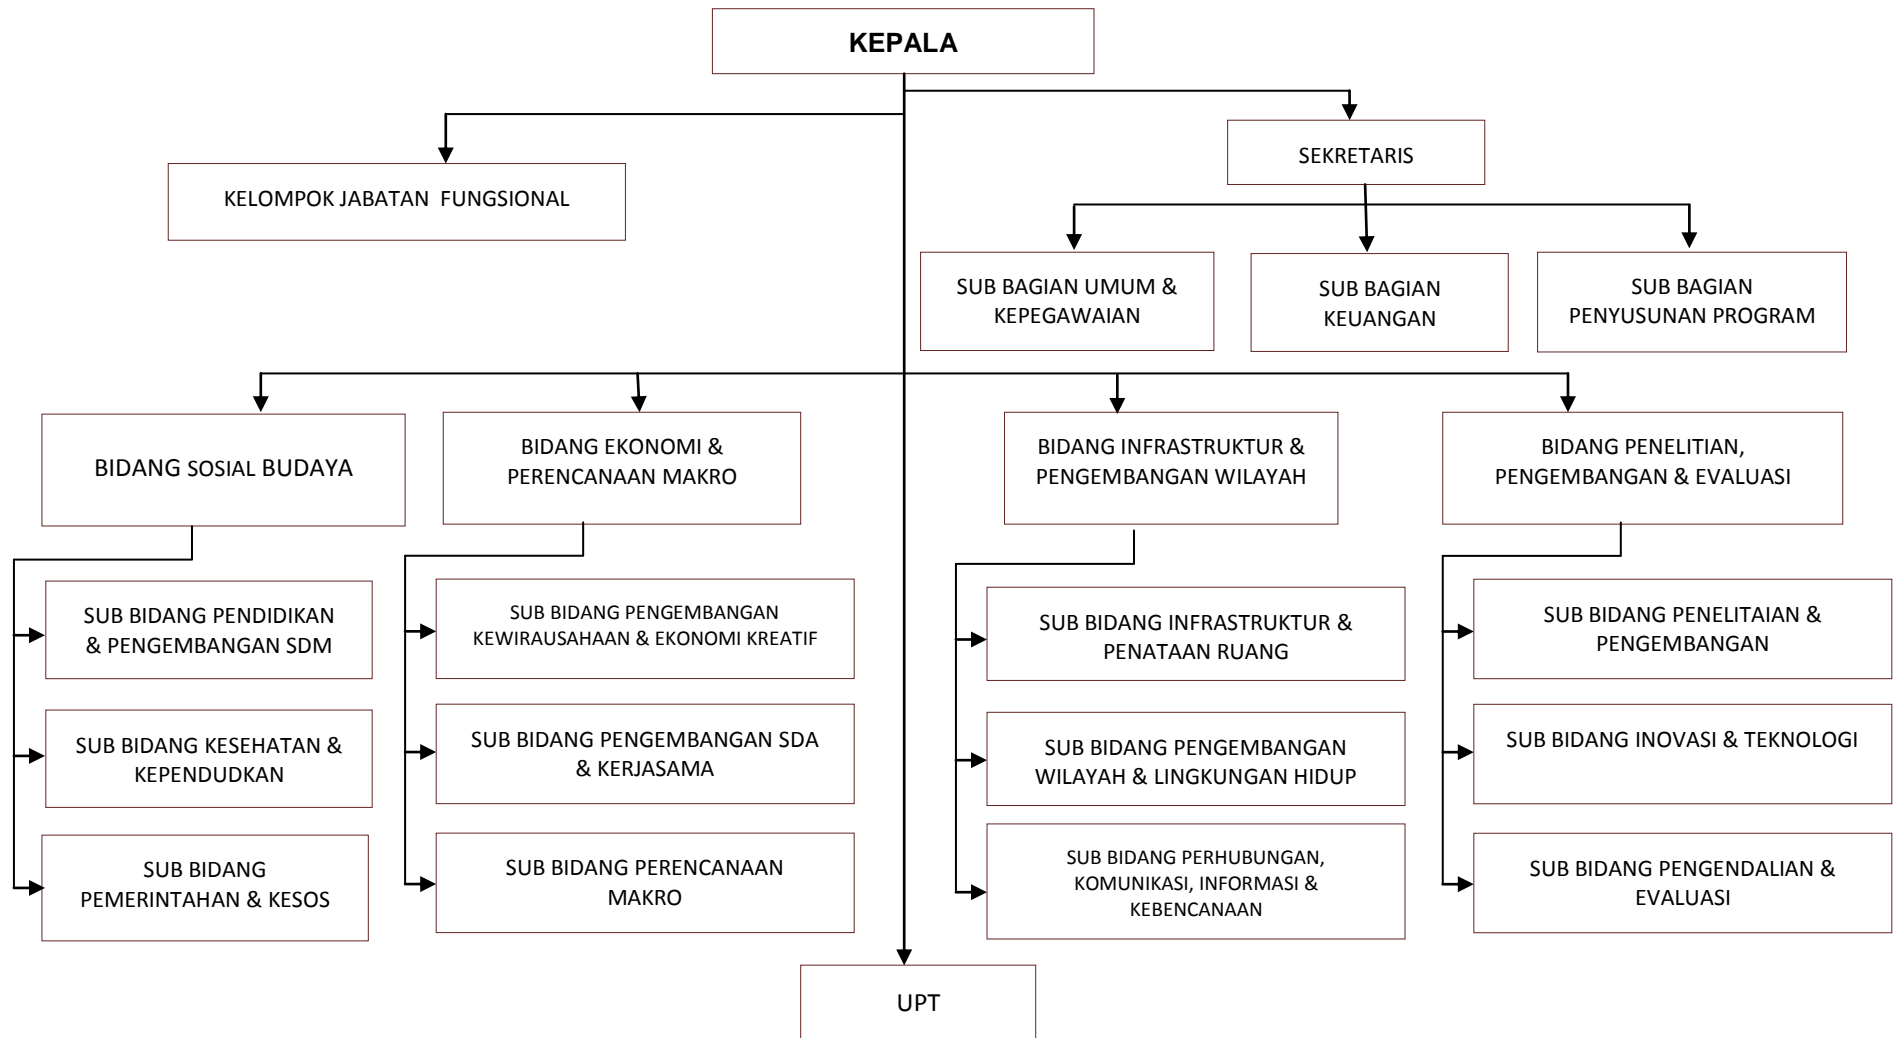 KEPALA
SEKRETARIS
KELOMPOK JABATAN  FUNGSIONAL
SUB BAGIAN UMUM &
KEPEGAWAIAN
SUB BAGIAN
KEUANGAN
SUB BAGIAN
PENYUSUNAN PROGRAM
BIDANG SOSIAL BUDAYA
BIDANG EKONOMI &
PERENCANAAN MAKRO
BIDANG INFRASTRUKTUR &
PENGEMBANGAN WILAYAH
BIDANG PENELITIAN,
PENGEMBANGAN & EVALUASI
SUB BIDANG PENDIDIKAN
& PENGEMBANGAN SDM
SUB BIDANG KESEHATAN &
KEPENDUDKAN
SUB BIDANG
PEMERINTAHAN & KESOS
SUB BIDANG PENGEMBANGAN
KEWIRAUSAHAAN & EKONOMI KREATIF
SUB BIDANG PENGEMBANGAN SDA
& KERJASAMA
SUB BIDANG PERENCANAAN
MAKRO
SUB BIDANG INFRASTRUKTUR &
PENATAAN RUANG
SUB BIDANG PENGEMBANGAN
WILAYAH & LINGKUNGAN HIDUP
SUB BIDANG PERHUBUNGAN,
KOMUNIKASI, INFORMASI &
KEBENCANAAN
SUB BIDANG PENELITAIAN &
PENGEMBANGAN
SUB BIDANG INOVASI & TEKNOLOGI
SUB BIDANG PENGENDALIAN &
EVALUASI
UPT